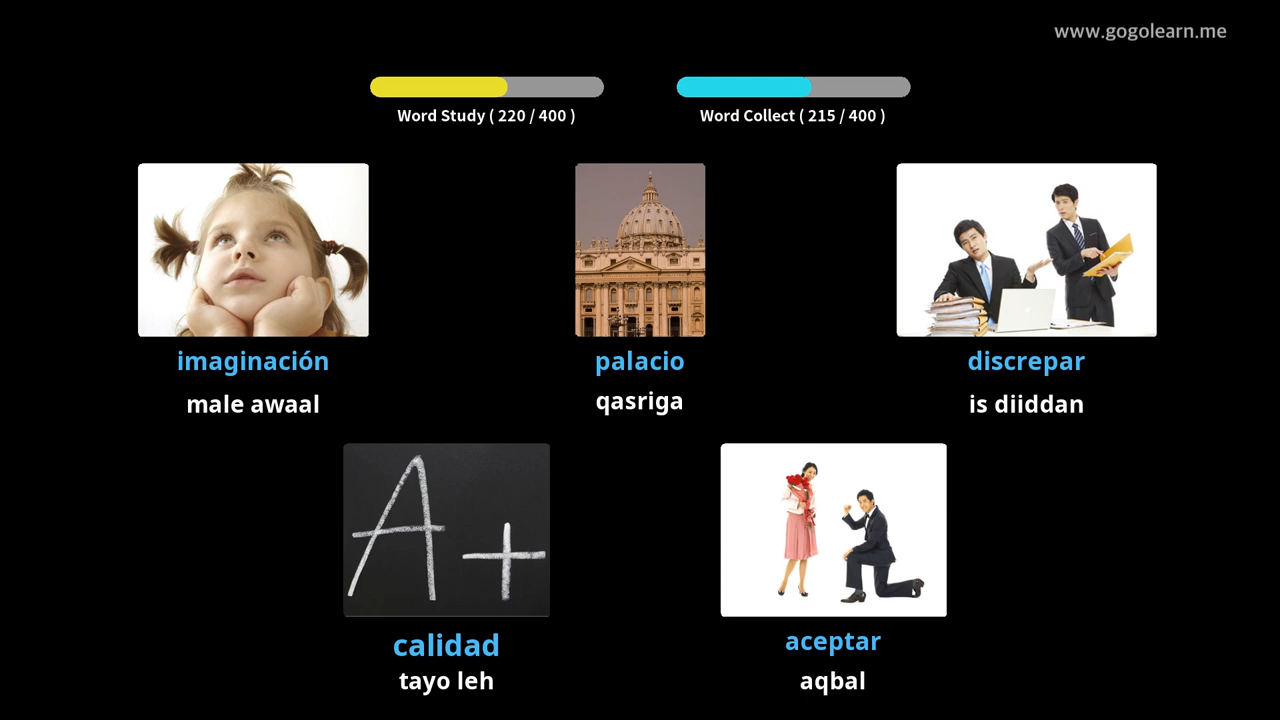 www.gogolearn.me
Word Study ( 220 / 400 )
Word Collect ( 215 / 400 )
imaginación
male awaal
palacio
qasriga
discrepar
is diiddan
A+
calidad
tayo leh
aceptar
aqbal